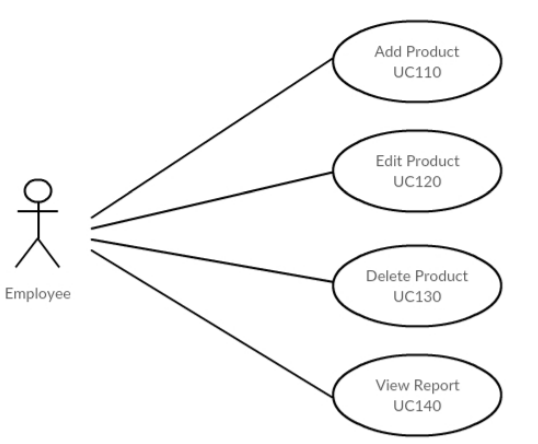 Add Product
UC110
Edit Product
UC120
Employee
Delete Product
UC130
View Report
UC140